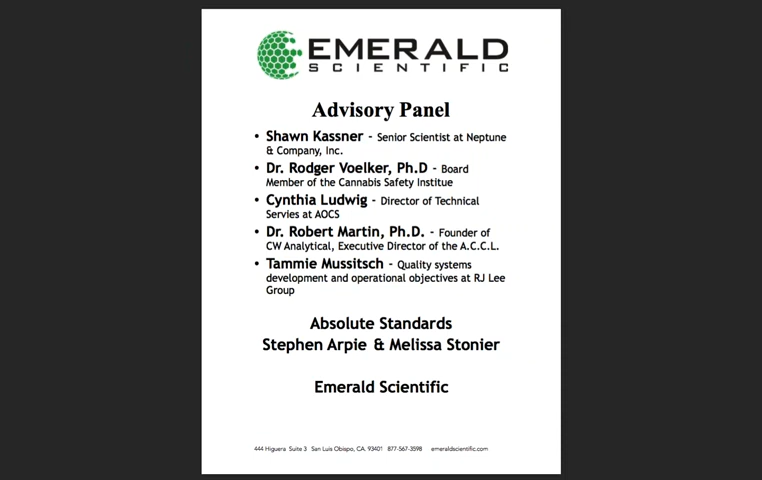 EMERALD
SCIENTIFIC
Advisory Panel
• Shawn Kassner - Senior Scientist at Neptune
& Company, Inc.
• Dr. Rodger Voelker, Ph.D - Board
Member of the Cannabis Safety Institue
• Cynthia Ludwig - Director of Technical
Servies at AOCS
• Dr. Robert Martin, Ph.D. - Founder of
CW Analytical, Executive Director of the A.C.C.L.
• Tammie Mussitsch - Quality systems
development and operational objectives at RJ Lee
Group
Absolute Standards
Stephen Arpie & Melissa Stonier
Emerald Scientific
444 Higuera Suite 3 San Luis Obispo, CA. 93401 877-567-3598 emeraldscientific.com